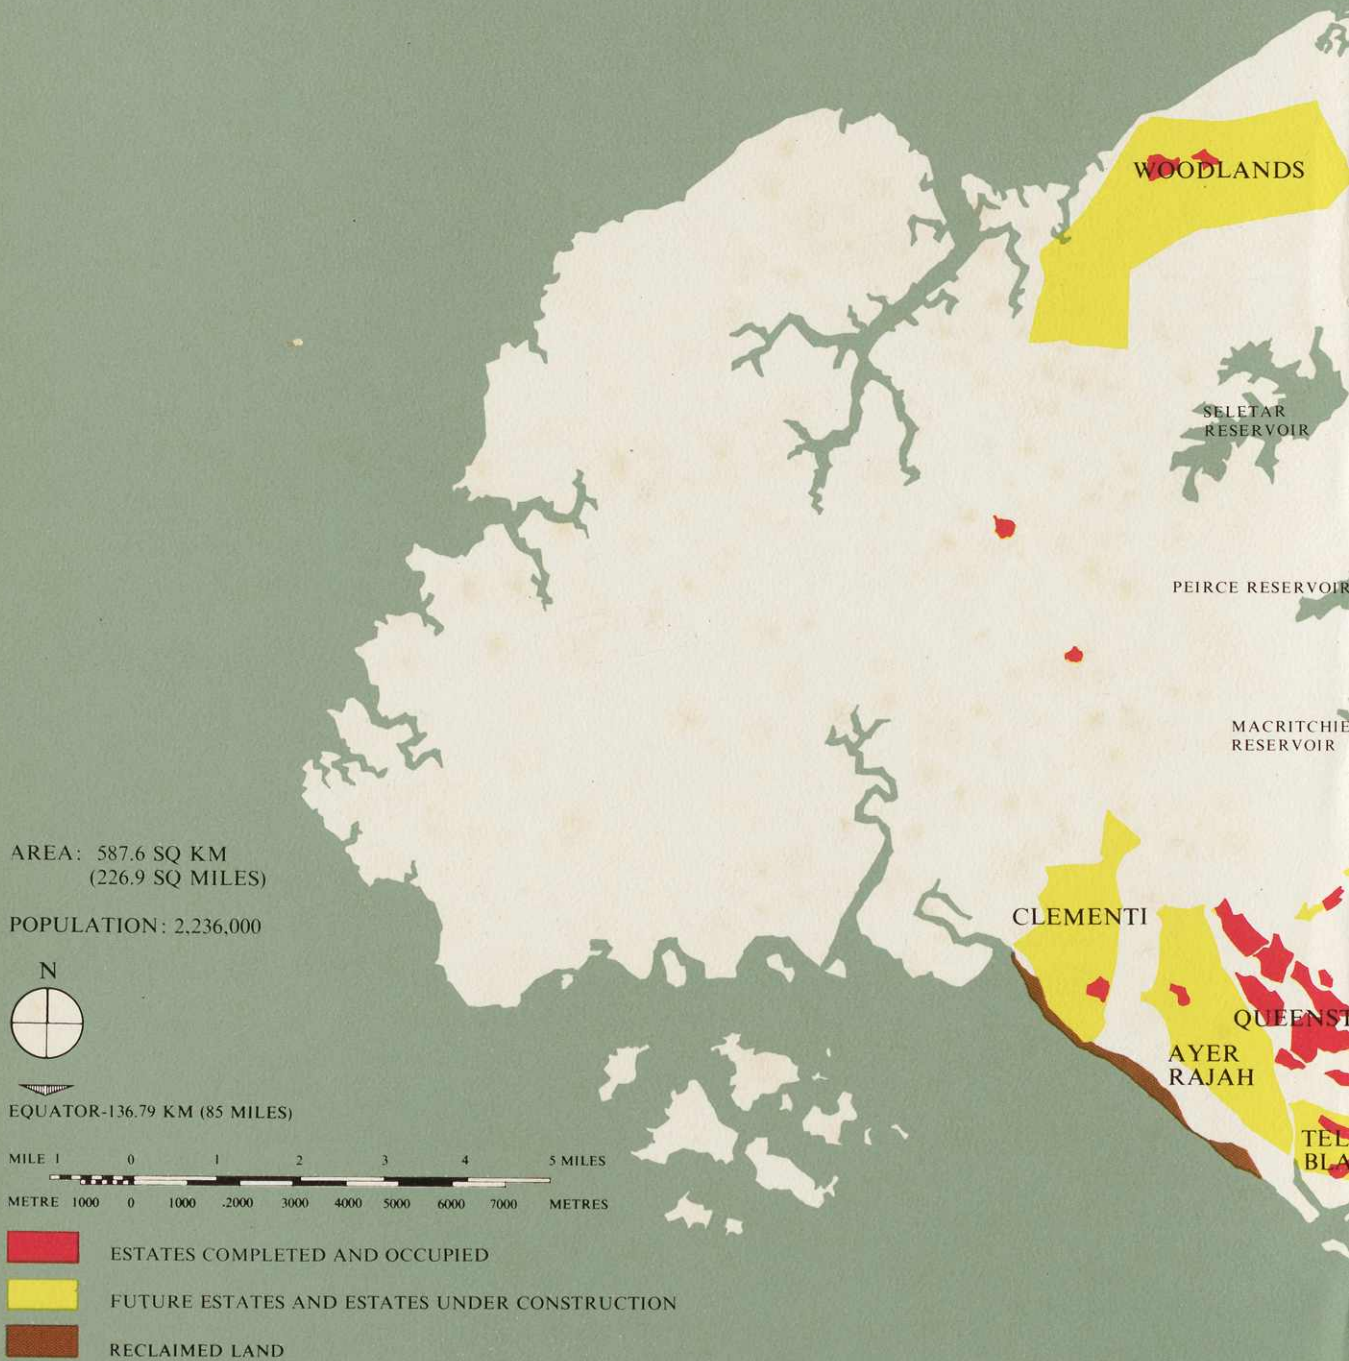 WOODLANDS
SELETAR
RESERVOIR
PEIRCE RESERVOIR
MACRITCHIE
RESERVOIR
AREA: 587.6 SQ KM
(226.9 SQ MILES)
POPULATION: 2,236,000
CLEMENTI
N
QUEENST
AYER
RAJAH
EQUATOR-136.79 KM (85 MILES)
TEL
BLA
MILE 1 0 1 2 3 4 5 MILES
METRE 1000 0 1000 2000 3000 4000 5000 6000 7000 METRES
ESTATES COMPLETED AND OCCUPIED
FUTURE ESTATES AND ESTATES UNDER CONSTRUCTION
RECLAIMED LAND